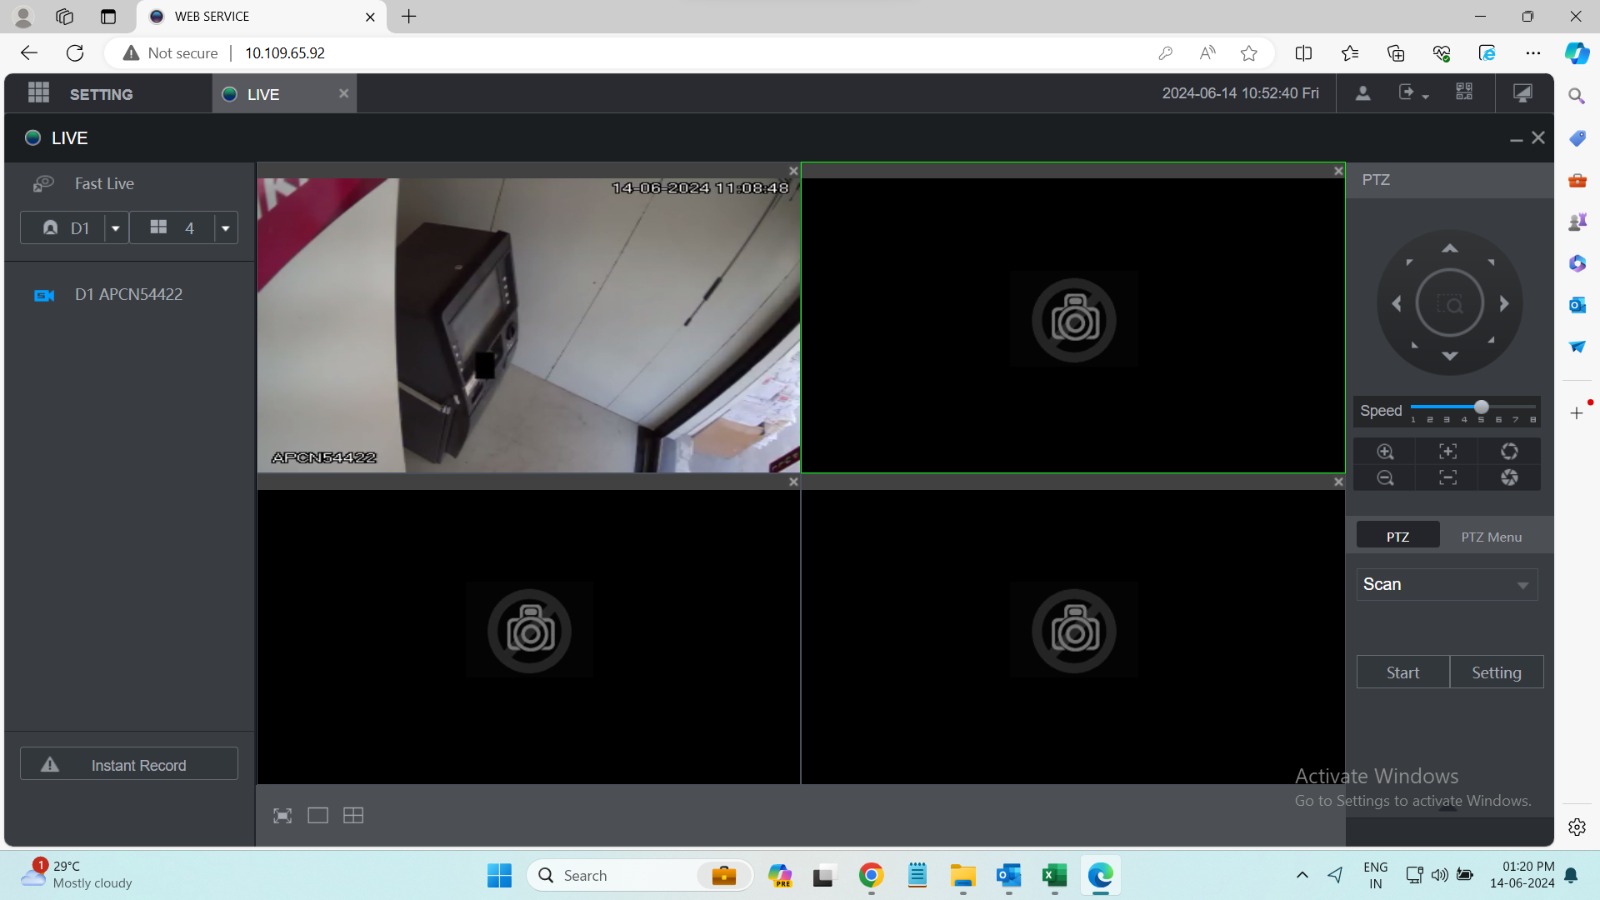 WEB SERVICE
Not secure | 10.109.65.92
SETTING
LIVE
2024-06-14 10:52:40 Fri
LIVE
Fast Live
D1
4
D1 APCN54422
Instant Record
14-06-2024 11:08:48
APCN54422
PTZ
Speed
1 2 3 4 5 6 7 8
PTZ
PTZ Menu
Scan
Start
Setting
Activate Windows
Go to Settings to activate Windows.
1
29°C
Mostly cloudy
Search
PRE
ENG
IN
01:20 PM
14-06-2024